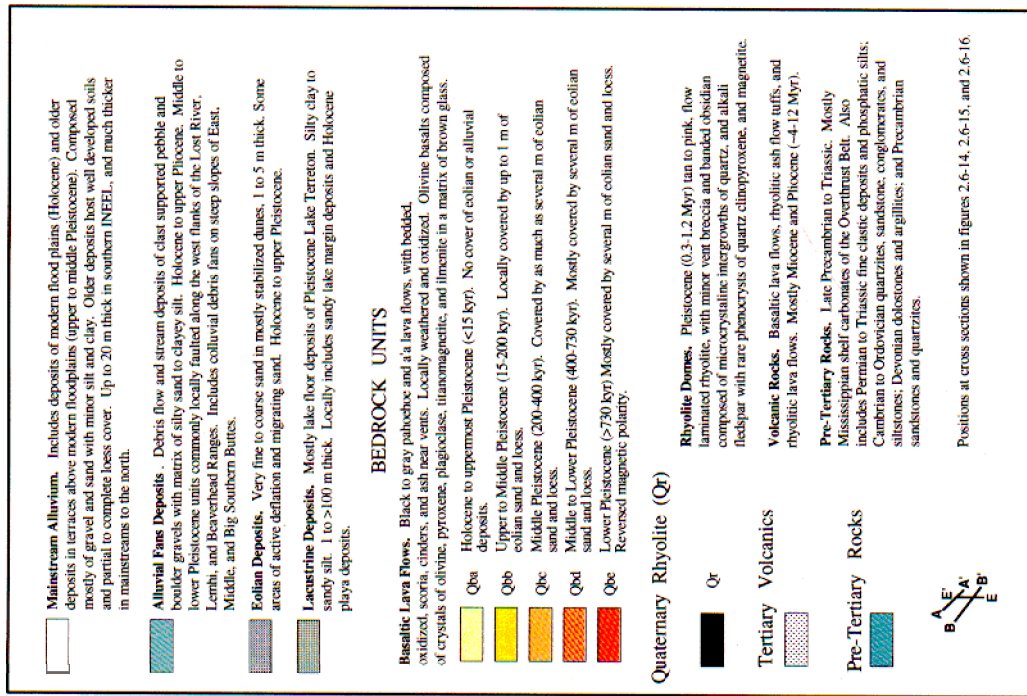 Mainstream Alluvium. Includes deposits of modern flood plains (Holocene) and older
deposits in terraces above modern floodplains (upper to middle Pleistocene). Composed
mostly of gravel and sand with minor silt and clay. Older deposits host well developed soils
and partial to complete loess cover. Up to 20 m thick in southern INEEL, and much thicker
in mainstreams to the north.
Alluvial Fans Deposits . Debris flow and stream deposits of clast supported pebble and
boulder gravels with matrix of silty sand to clayey silt. Holocene to upper Pliocene. Middle to
lower Pleistocene units commonly locally faulted along the west flanks of the Lost River,
Lemhi, and Beaverhead Ranges. Includes colluvial debris fans on steep slopes of East,
Middle, and Big Southern Buttes.
Eolian Deposits. Very fine to coarse sand in mostly stabilized dunes, 1 to 5 m thick. Some
areas of active deflation and migrating sand. Holocene to upper Pleistocene.
Lacustrine Deposits. Mostly lake floor deposits of Pleistocene Lake Terreton. Silty clay to
sandy silt. 1 to >100 m thick. Locally includes sandy lake margin deposits and Holocene
playa deposits.
BEDROCK UNITS
Basaltic Lava Flows. Black to gray pahoehoe and a'a lava flows, with bedded,
oxidized, scoria, cinders, and ash near vents. Locally weathered and oxidized. Olivine basalts composed
of crystals of olivine, pyroxene, plagioclase, titanomagnetite, and ilmenite in a matrix of brown glass.
Qba Holocene to uppermost Pleistocene (<15 kyr). No cover of eolian or alluvial
deposits.
Qbb Upper to Middle Pleistocene (15-200 kyr). Locally covered by up to 1 m of
eolian sand and loess.
Qbc Middle Pleistocene (200-400 kyr). Covered by as much as several m of eolian
sand and loess.
Qbd Middle to Lower Pleistocene (400-730 kyr). Mostly covered by several m of eolian
sand and loess.
Qbe Lower Pleistocene (>730 kyr) Mostly covered by several m of eolian sand and loess.
Reversed magnetic polarity.
Quaternary Rhyolite (Qr)
Qr
Rhyolite Domes. Pleistocene (0.3-1.2 Myr) tan to pink, flow
laminated rhyolite, with minor vent breccia and banded obsidian
composed of microcrystaline intergrowths of quartz, and alkali
fledspar with rare phenocrysts of quartz clinopyroxene, and magnetite.
Tertiary Volcanics
Volcanic Rocks. Basaltic lava flows, rhyolitic ash flow tuffs, and
rhyolitic lava flows. Mostly Miocene and Pliocene (~4-12 Myr).
Pre-Tertiary Rocks
Pre-Tertiary Rocks. Late Precambrian to Triassic. Mostly
Mississippian shelf carbonates of the Overthrust Belt. Also
includes Permian to Triassic fine clastic deposits and phosphatic silts;
Cambrian to Ordovician quartzites, sandstone, conglomerates, and
siltstones; Devonian dolostones and argillites; and Precambrian
sandstones and quartzites.
A E'
B A'
B'
E
Positions at cross sections shown in figures 2.6-14, 2.6-15, and 2.6-16.